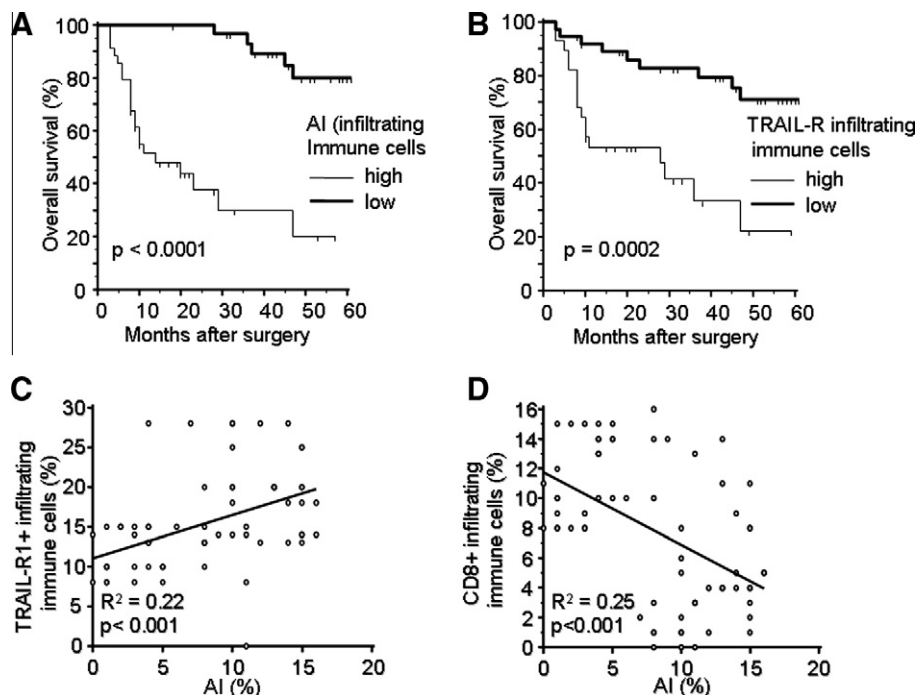 A
100
80
60
40
20
0
Overall survival (%)
AI (infiltrating
Immune cells
high
low
p < 0.0001
0 10 20 30 40 50 60
Months after surgery
B
100
80
60
40
20
0
Overall survival (%)
TRAIL-R infiltrating
immune cells
high
low
p = 0.0002
0 10 20 30 40 50 60
Months after surgery
C
30
25
20
15
10
5
0
TRAIL-R1+ infiltrating
immune cells (%)
R² = 0.22
p< 0.001
0 5 10 15 20
AI (%)
D
16
14
12
10
8
6
4
2
0
CD8+ infiltrating
immune cells (%)
R² = 0.25
p<0.001
0 5 10 15 20
AI (%)